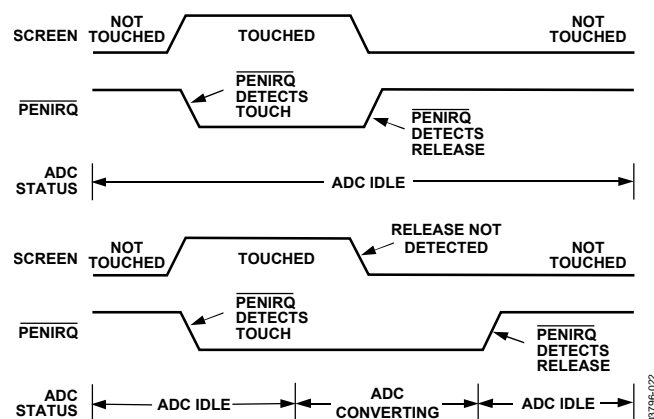 SCREEN
NOT
TOUCHED
TOUCHED
NOT
TOUCHED
PENIRQ
PENIRQ
DETECTS
TOUCH
PENIRQ
DETECTS
RELEASE
ADC
STATUS
ADC IDLE
SCREEN
NOT
TOUCHED
TOUCHED
RELEASE NOT
DETECTED
NOT
TOUCHED
PENIRQ
PENIRQ
DETECTS
TOUCH
PENIRQ
DETECTS
RELEASE
ADC
STATUS
ADC IDLE
ADC
CONVERTING
ADC IDLE
09796-022